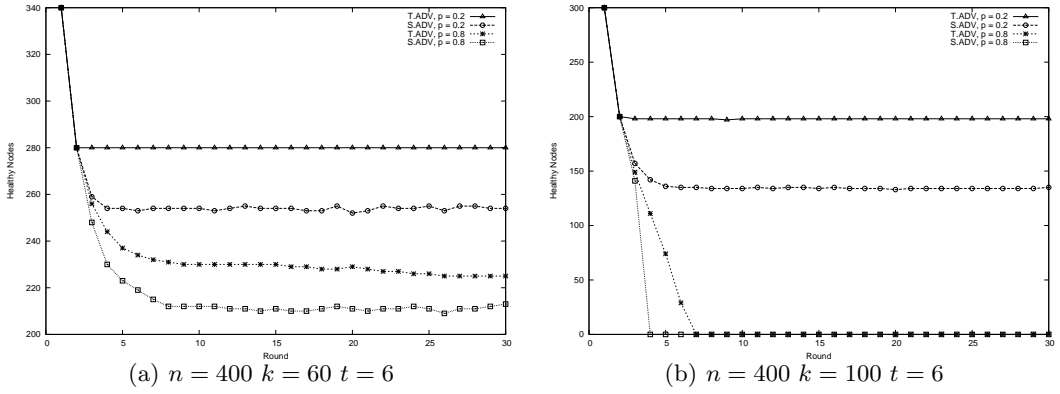 340
320
300
280
260
240
220
200
0 5 10 15 20 25 30
Healthy Nodes
Round
T.ADV, p = 0.2
S.ADV, p = 0.2
T.ADV, p = 0.8
S.ADV, p = 0.8
(a) n = 400 k = 60 t = 6
300
250
200
150
100
50
0
0 5 10 15 20 25 30
Healthy Nodes
Round
T.ADV, p = 0.2
S.ADV, p = 0.2
T.ADV, p = 0.8
S.ADV, p = 0.8
(b) n = 400 k = 100 t = 6